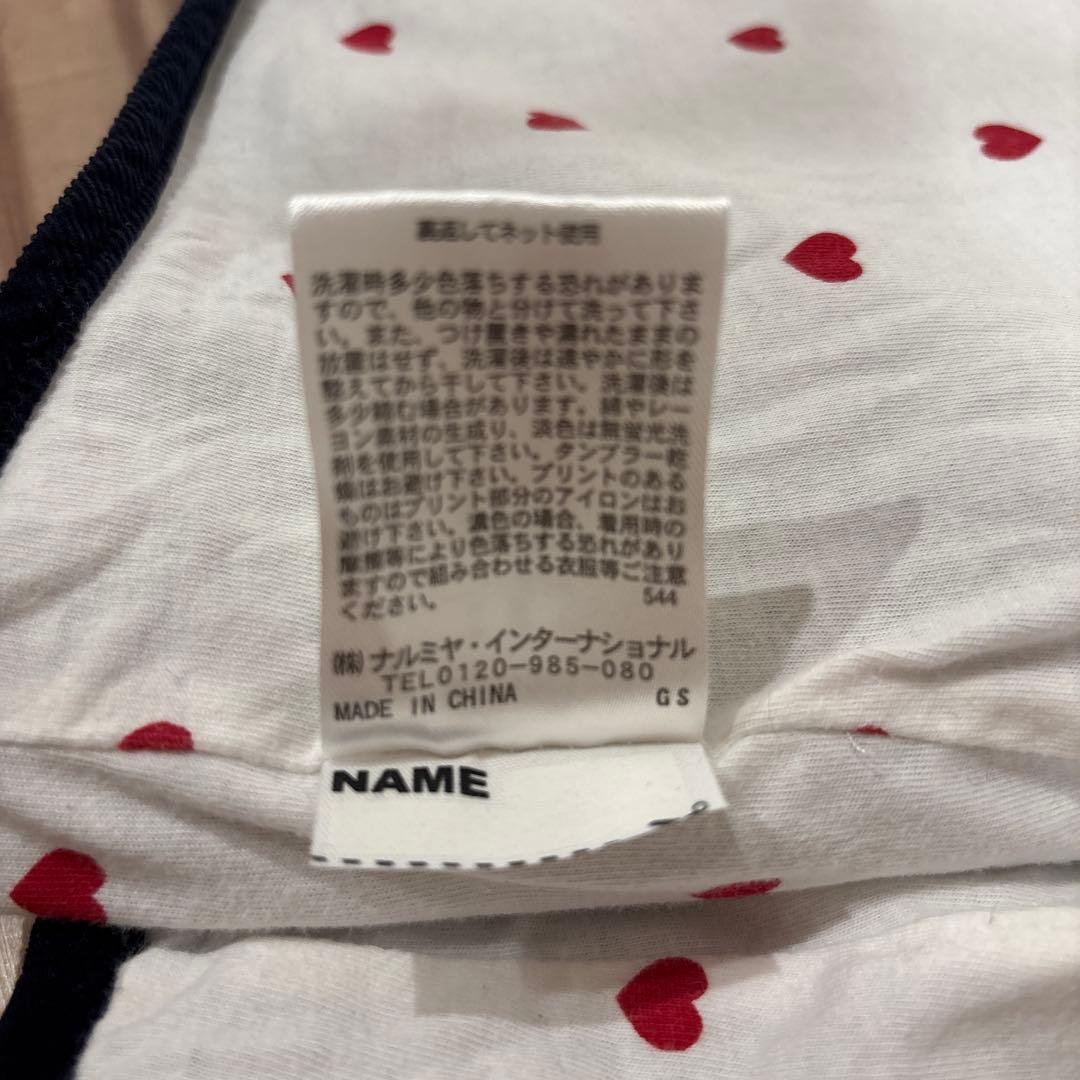 裏返してネット使用
洗濯時多少色落ちする恐れがありま
すので、他の物と分けて洗って下さ
い。また、つけ置きや濡れたままの
放置はせず、洗濯後は速やかに形を
整えてから干して下さい。洗濯後は
多少縮む場合があります。綿やレー
ヨン素材の生成り、淡色は無蛍光洗
剤を使用して下さい。タンブラー乾
燥はお避け下さい。プリントのある
ものはプリント部分のアイロンはお
避け下さい。濃色の場合、着用時の
摩擦等により色落ちする恐れがあり
ますので組み合わせる衣服等ご注意
ください。 544
㈱ナルミヤ・インターナショナル
TEL0120-985-080
MADE IN CHINA GS
NAME